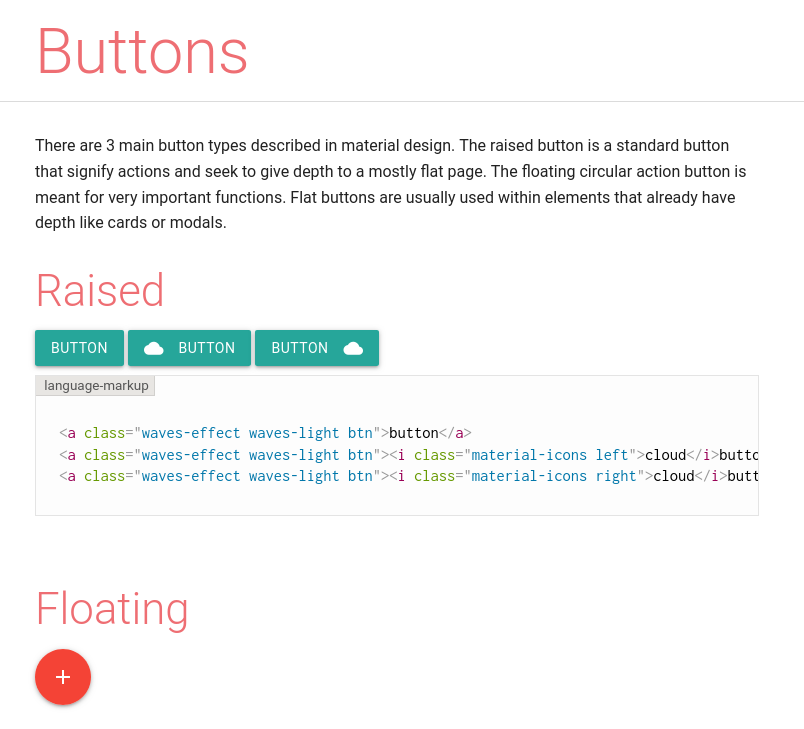 Buttons
There are 3 main button types described in material design. The raised button is a standard button
that signify actions and seek to give depth to a mostly flat page. The floating circular action button is
meant for very important functions. Flat buttons are usually used within elements that already have
depth like cards or modals.
Raised
BUTTON BUTTON BUTTON
language-markup
<a class="waves-effect waves-light btn">button</a>
<a class="waves-effect waves-light btn"><i class="material-icons left">cloud</i>
<a class="waves-effect waves-light btn"><i class="material-icons right">cloud</i>butt
Floating
+